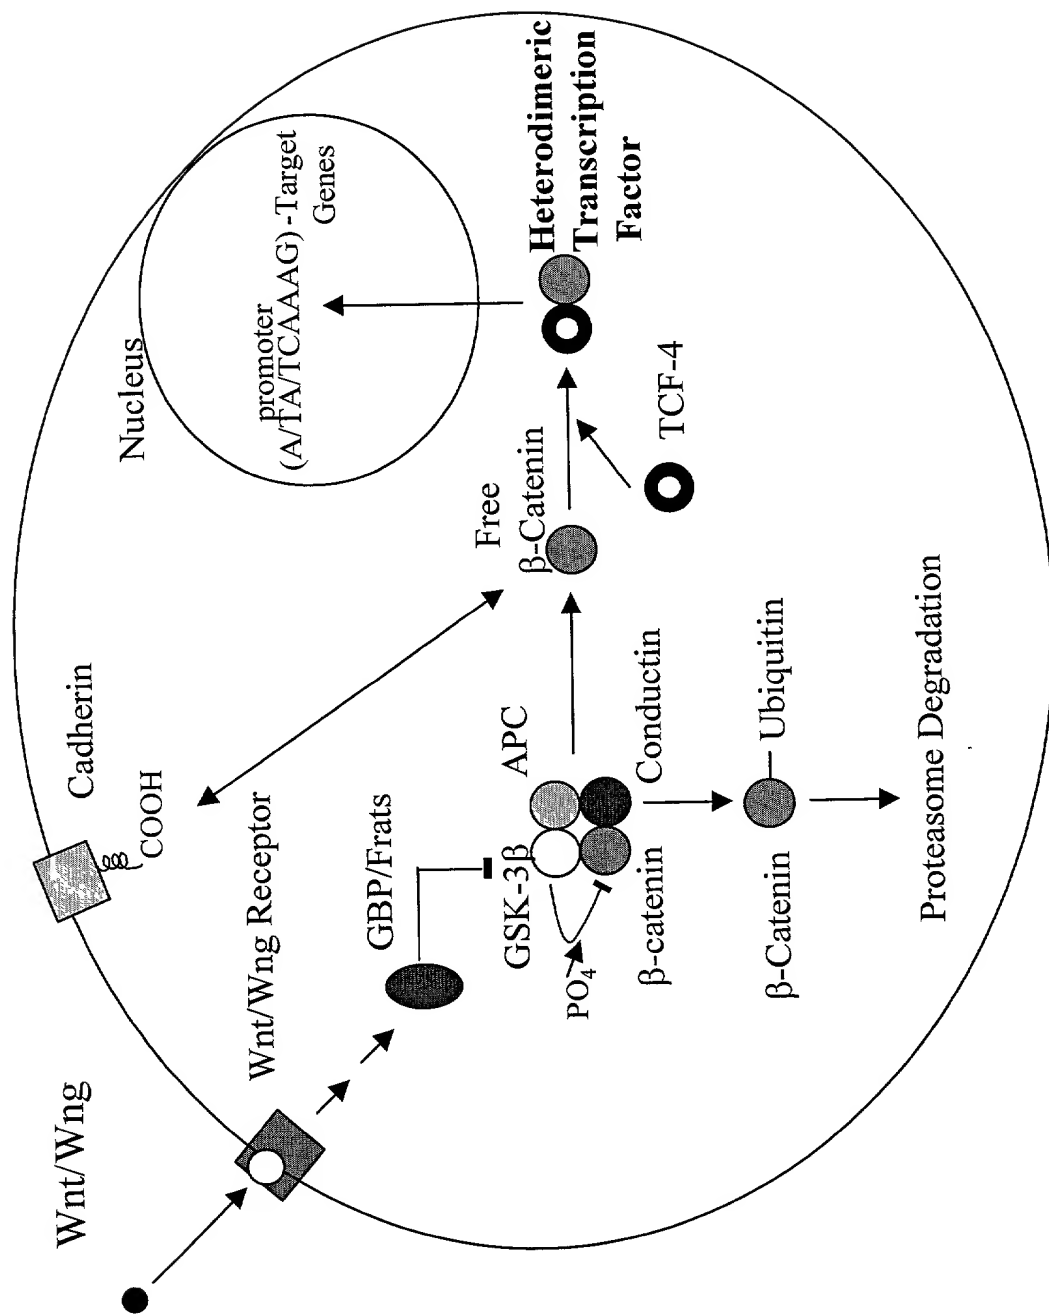 Wnt/Wng
Cadherin
COOH
Wnt/Wng Receptor
Nucleus
promoter
(A/TA/TCAAAG) -Target
Genes
GBP/Frats
Free
β-Catenin
GSK-3β
APC
PO4
β-catenin
Conductin
TCF-4
Heterodimeric
Transcription
Factor
β-Catenin
Ubiquitin
Proteasome Degradation